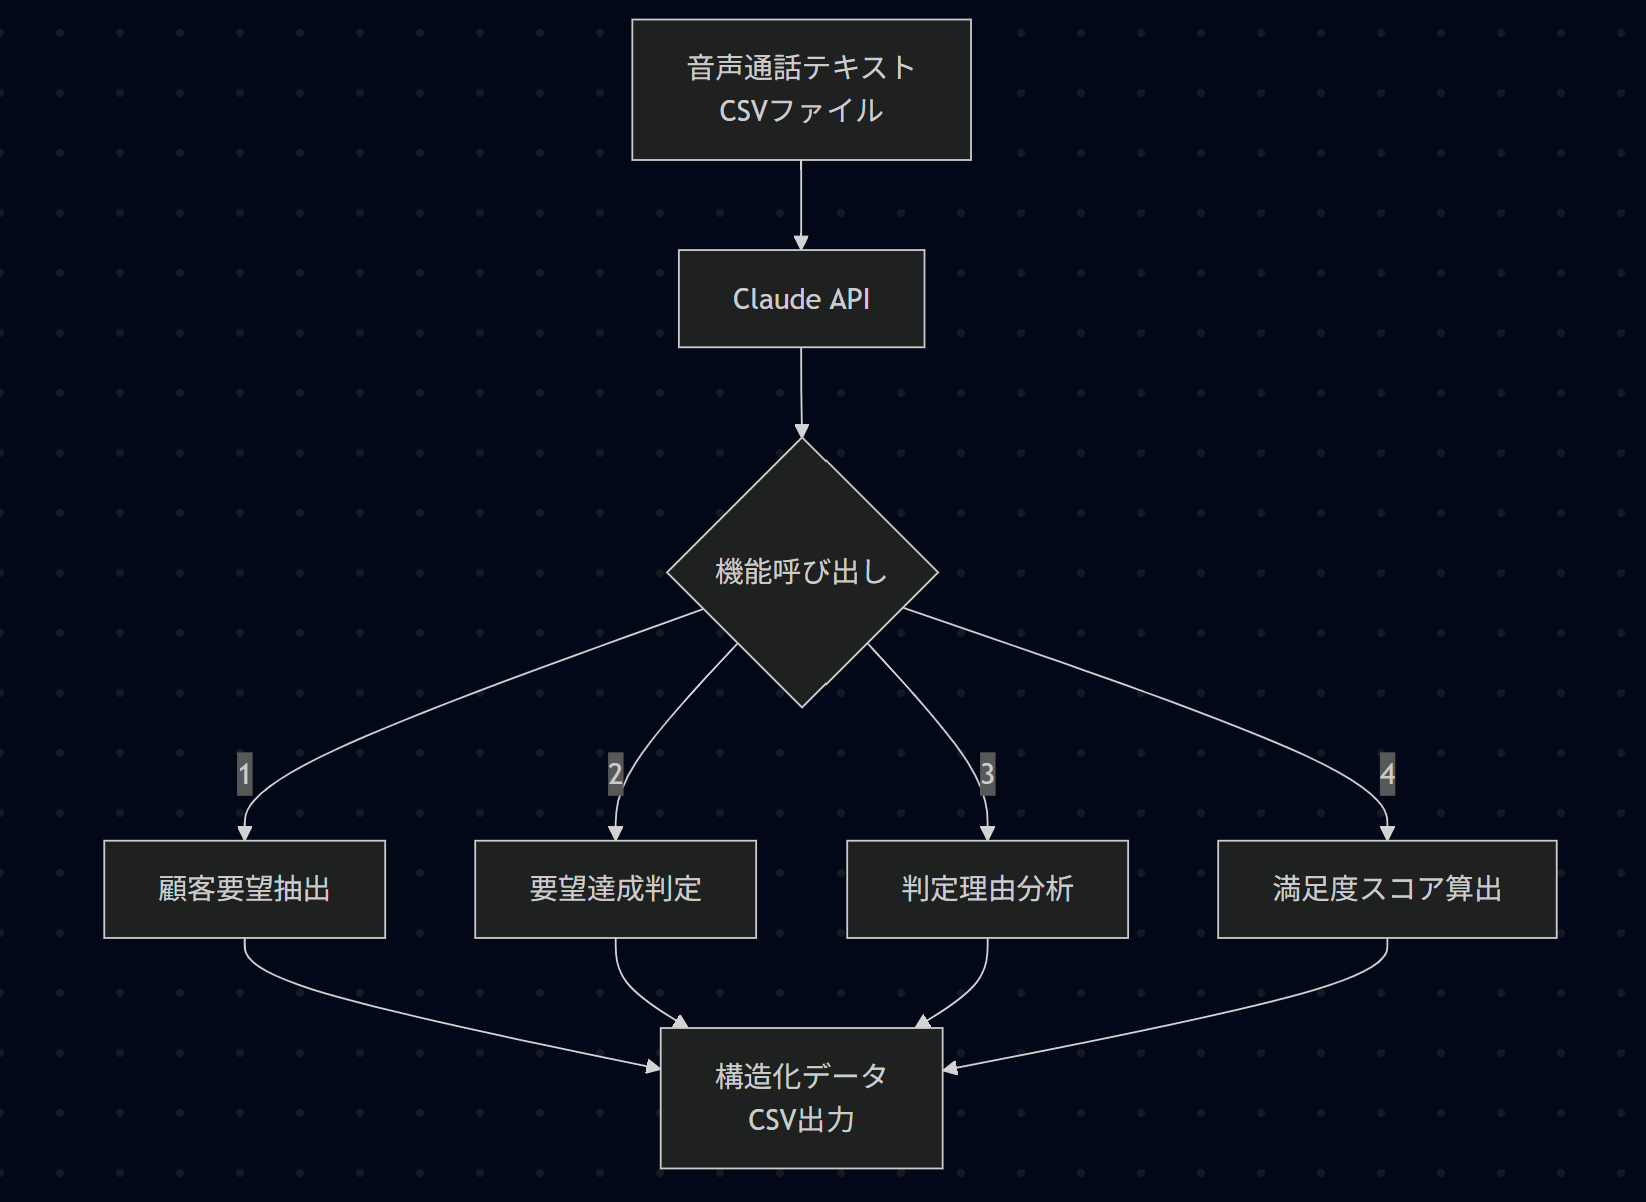 音声通話テキスト
CSVファイル
Claude API
機能呼び出し
1
2
3
4
顧客要望抽出
要望達成判定
判定理由分析
満足度スコア算出
構造化データ
CSV出力